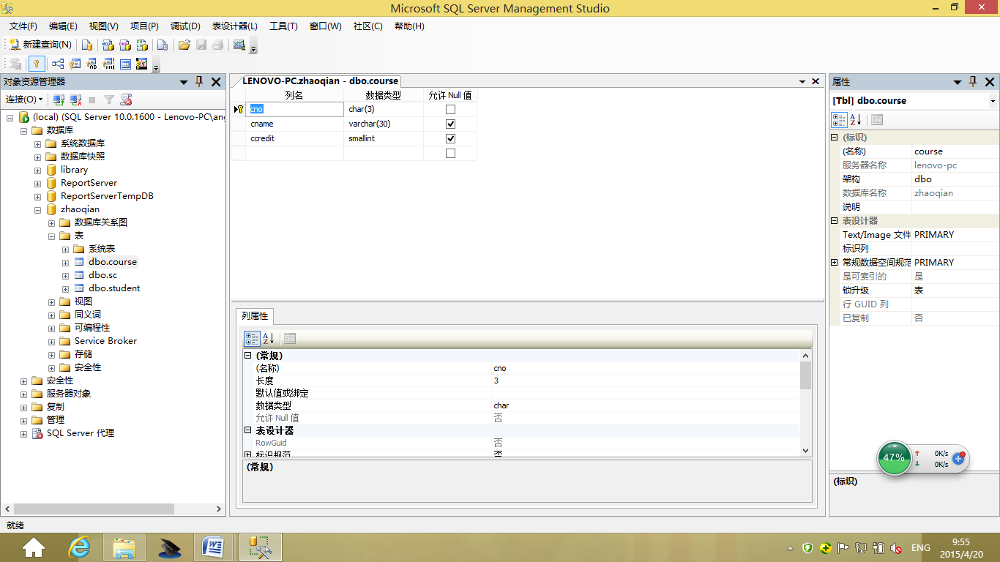 Microsoft SQL Server Management Studio
文件(F) 编辑(E) 视图(V) 项目(P) 调试(D) 表设计器(L) 工具(T) 窗口(W) 社区(C) 帮助(H)
新建查询(N)
对象资源管理器
连接(O)
(local) (SQL Server 10.0.1600 - Lenovo-PC\ang
数据库
系统数据库
数据库快照
library
ReportServer
ReportServerTempDB
zhaoqian
数据库关系图
表
系统表
dbo.course
dbo.sc
dbo.student
视图
同义词
可编程性
Service Broker
存储
安全性
安全性
服务器对象
复制
管理
SQL Server 代理
LENOVO-PC.zhaoqian - dbo.course
列名 数据类型 允许 Null 值
cno char(3)
cname varchar(30)
ccredit smallint
列属性
(常规)
(名称) cno
长度 3
默认值或绑定
数据类型 char
允许 Null 值 否
表设计器
RowGuid 否
标识规范 否
(常规)
属性
[Tbl] dbo.course
(标识)
(名称) course
服务器名称 lenovo-pc
架构 dbo
数据库名称 zhaoqian
说明
表设计器
Text/Image 文件 PRIMARY
标识列
常规数据空间规范 PRIMARY
是可索引的 是
锁升级 表
行 GUID 列
已复制 否
47% 0K/s
0K/s
(标识)
就绪
ENG 9:55
2015/4/20